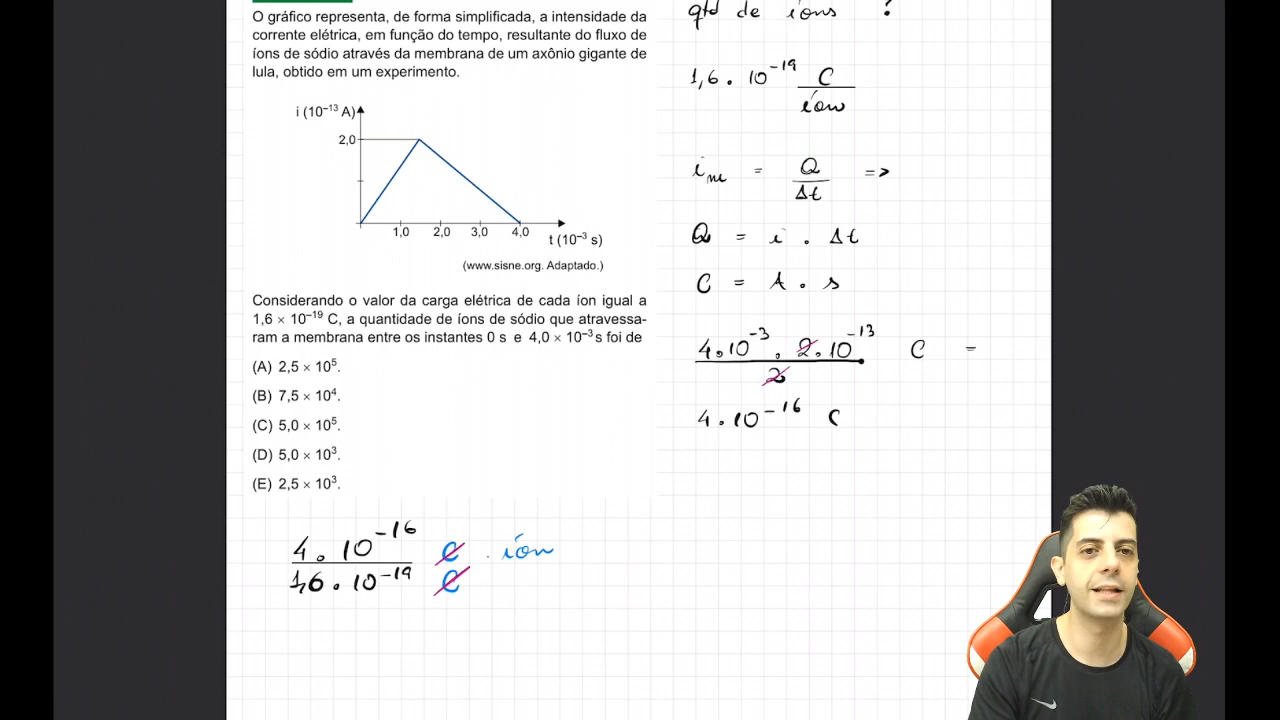 O gráfico representa, de forma simplificada, a intensidade da
corrente elétrica, em função do tempo, resultante do fluxo de
íons de sódio através da membrana de um axônio gigante de
lula, obtido em um experimento.
i (10⁻¹³ A)
2,0
1,0 2,0 3,0 4,0
t (10⁻³ s)
(www.sisne.org. Adaptado.)
Considerando o valor da carga elétrica de cada íon igual a
1,6 × 10⁻¹⁹ C, a quantidade de íons de sódio que atravessa-
ram a membrana entre os instantes 0 s e 4,0 × 10⁻³ s foi de
(A) 2,5 × 10⁵.
(B) 7,5 × 10⁴.
(C) 5,0 × 10⁵.
(D) 5,0 × 10³.
(E) 2,5 × 10³.
4 . 10⁻¹⁶ C . íon
1,6 . 10⁻¹⁹ C
qtd de íons ?
1,6 . 10⁻¹⁹ C
íon
im = Q =>
Δt
Q = i . Δt
C = A . s
4 . 10⁻³ . 2 . 10⁻¹³ C =
2
4 . 10⁻¹⁶ C